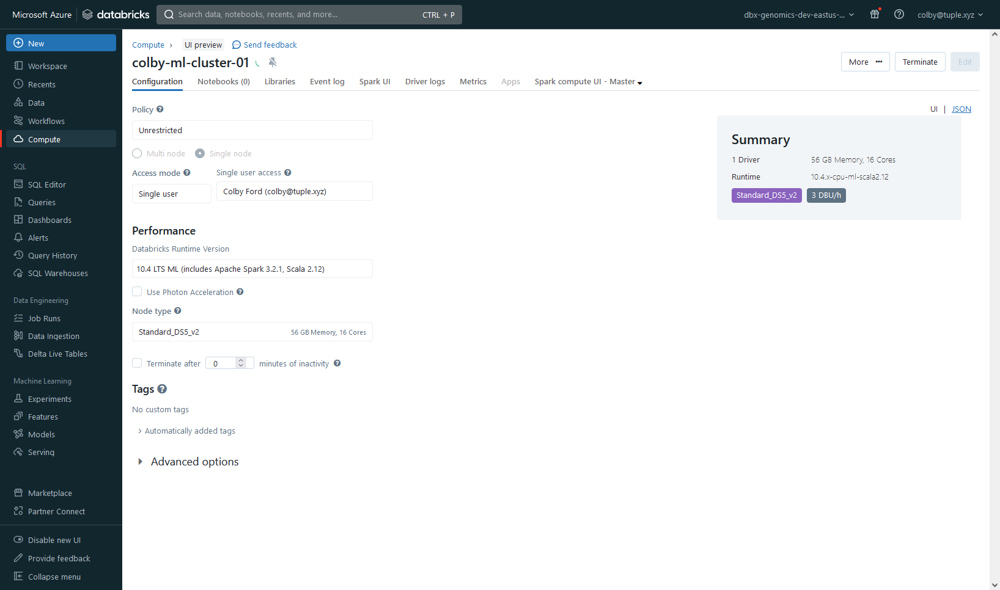 Microsoft Azure
databricks
Search data, notebooks, recents, and more...
CTRL + P
dbx-genomics-dev-eastus-...
colby@tuple.xyz
New
Workspace
Recents
Data
Workflows
Compute
SQL
SQL Editor
Queries
Dashboards
Alerts
Query History
SQL Warehouses
Data Engineering
Job Runs
Data Ingestion
Delta Live Tables
Machine Learning
Experiments
Features
Models
Serving
Marketplace
Partner Connect
Disable new UI
Provide feedback
Collapse menu
Compute
UI preview
Send feedback
colby-ml-cluster-01
More
Terminate
Edit
Configuration
Notebooks (0)
Libraries
Event log
Spark UI
Driver logs
Metrics
Apps
Spark compute UI - Master
Policy
Unrestricted
Multi node
Single node
Access mode
Single user access
Single user
Colby Ford (colby@tuple.xyz)
Performance
Databricks Runtime Version
10.4 LTS ML (includes Apache Spark 3.2.1, Scala 2.12)
Use Photon Acceleration
Node type
Standard_DS5_v2
56 GB Memory, 16 Cores
Terminate after 0 minutes of inactivity
Tags
No custom tags
Automatically added tags
Advanced options
UI | JSON
Summary
1 Driver
56 GB Memory, 16 Cores
Runtime
10.4.x-cpu-ml-scala2.12
Standard_DS5_v2
3 DBU/h